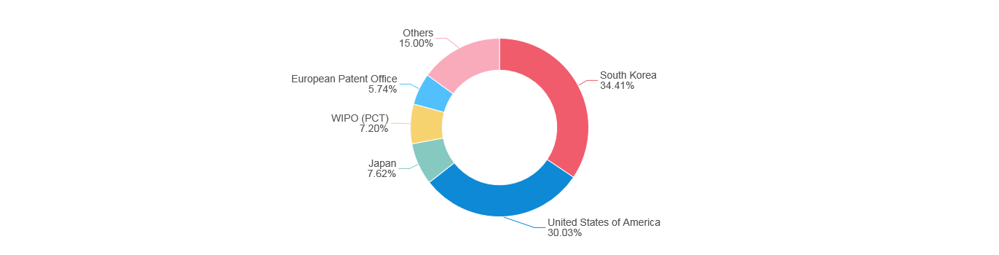 Others
15.00%
European Patent Office
5.74%
WIPO (PCT)
7.20%
Japan
7.62%
South Korea
34.41%
United States of America
30.03%